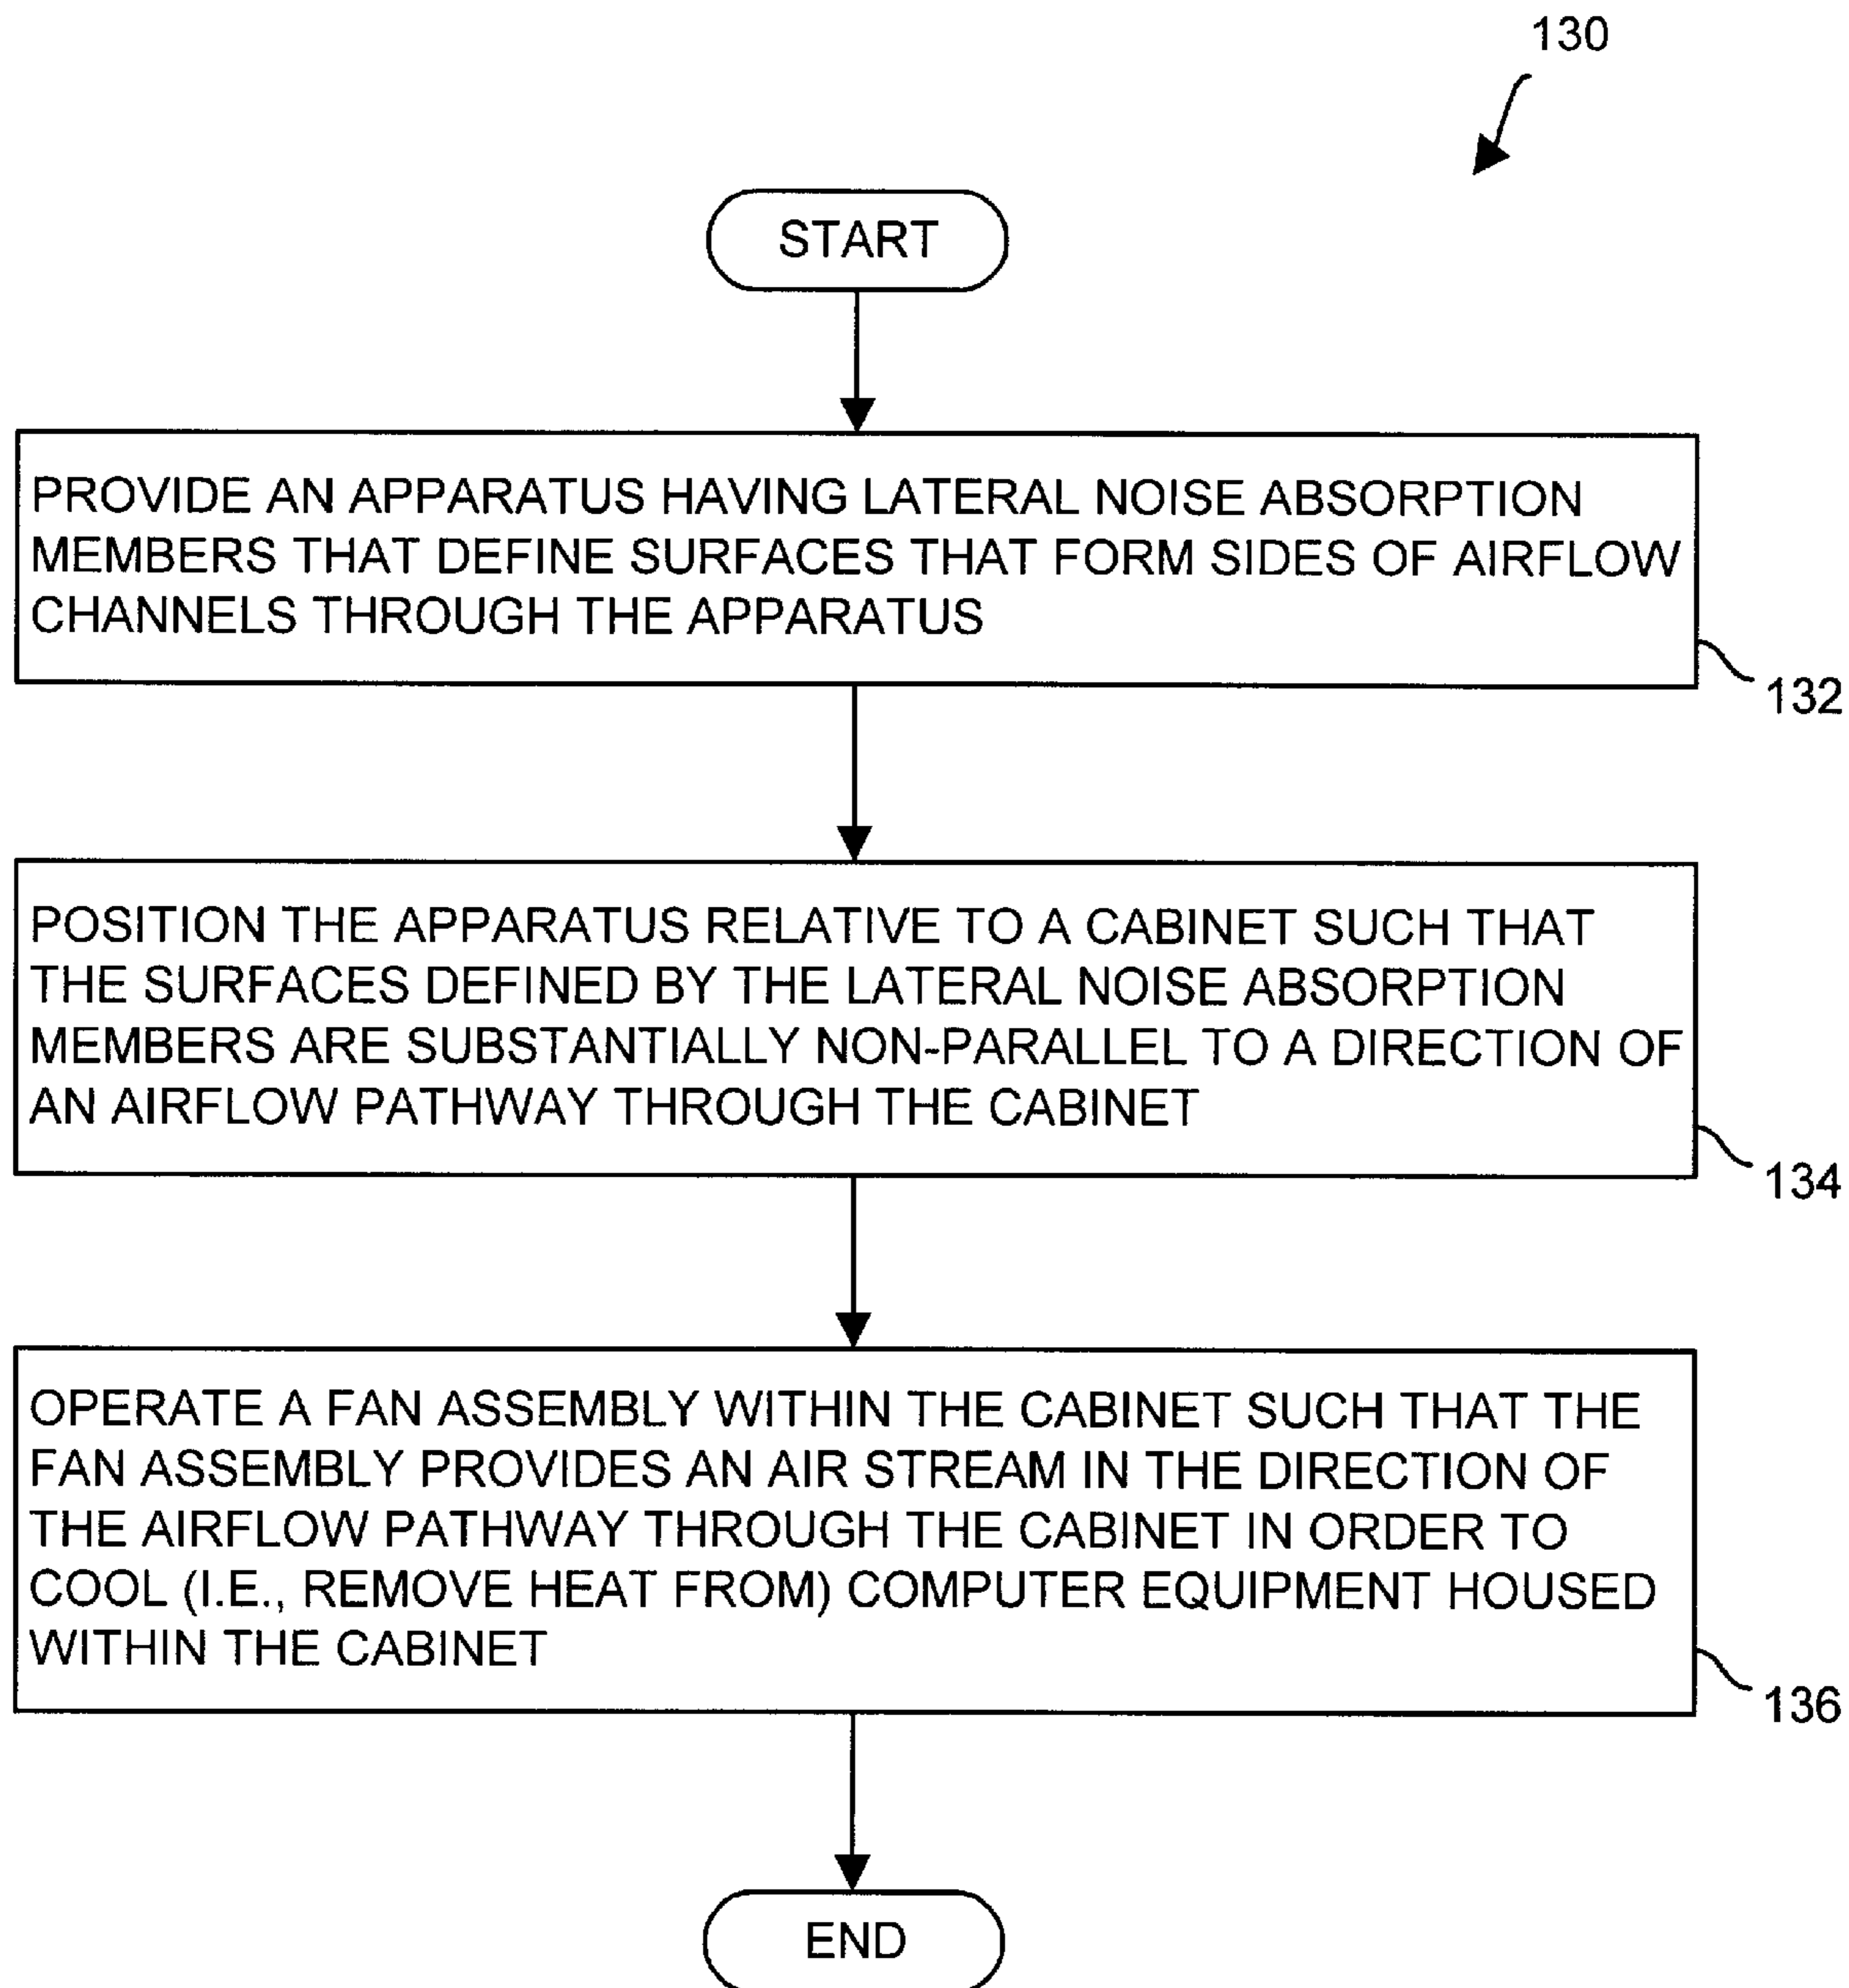 130
START
PROVIDE AN APPARATUS HAVING LATERAL NOISE ABSORPTION
MEMBERS THAT DEFINE SURFACES THAT FORM SIDES OF AIRFLOW
CHANNELS THROUGH THE APPARATUS
132
POSITION THE APPARATUS RELATIVE TO A CABINET SUCH THAT
THE SURFACES DEFINED BY THE LATERAL NOISE ABSORPTION
MEMBERS ARE SUBSTANTIALLY NON-PARALLEL TO A DIRECTION OF
AN AIRFLOW PATHWAY THROUGH THE CABINET
134
OPERATE A FAN ASSEMBLY WITHIN THE CABINET SUCH THAT THE
FAN ASSEMBLY PROVIDES AN AIR STREAM IN THE DIRECTION OF
THE AIRFLOW PATHWAY THROUGH THE CABINET IN ORDER TO
COOL (I.E., REMOVE HEAT FROM) COMPUTER EQUIPMENT HOUSED
WITHIN THE CABINET
136
END